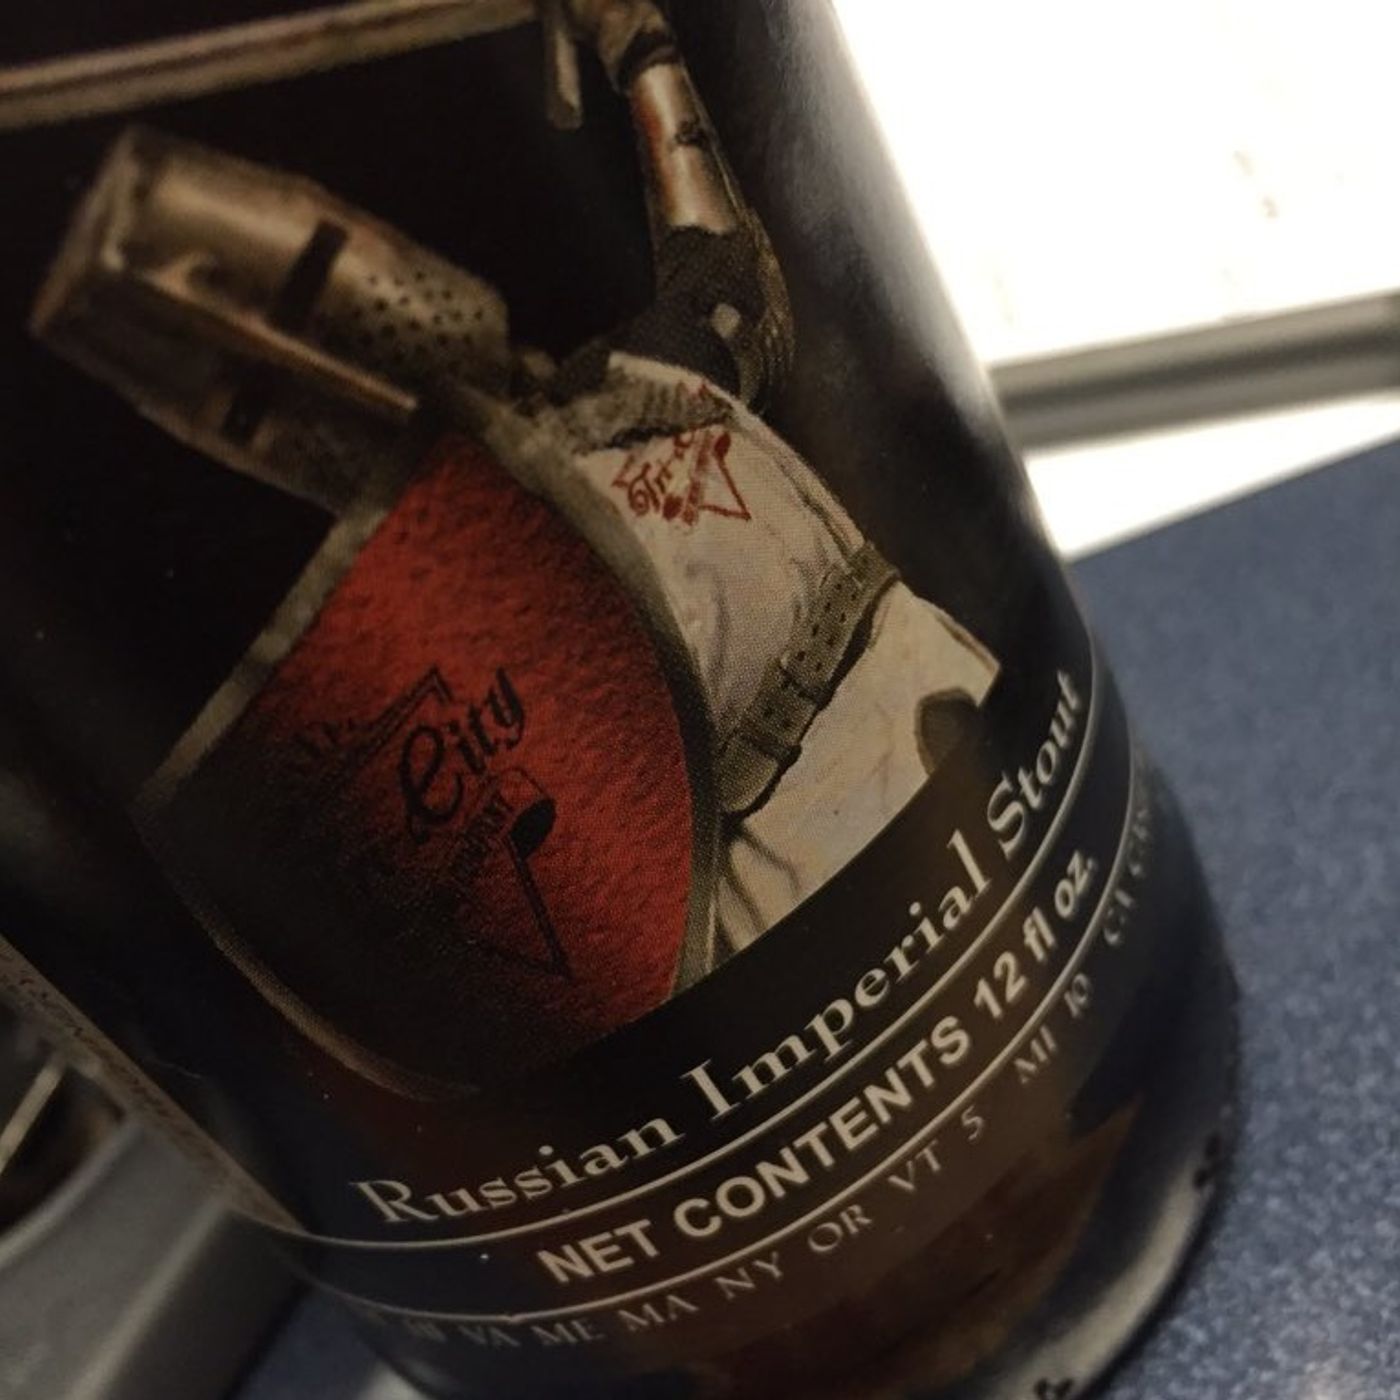 City
Russian Imperial Stout
NET CONTENTS 12 fl oz.
VA ME MA NY OR VT 5 MI 10